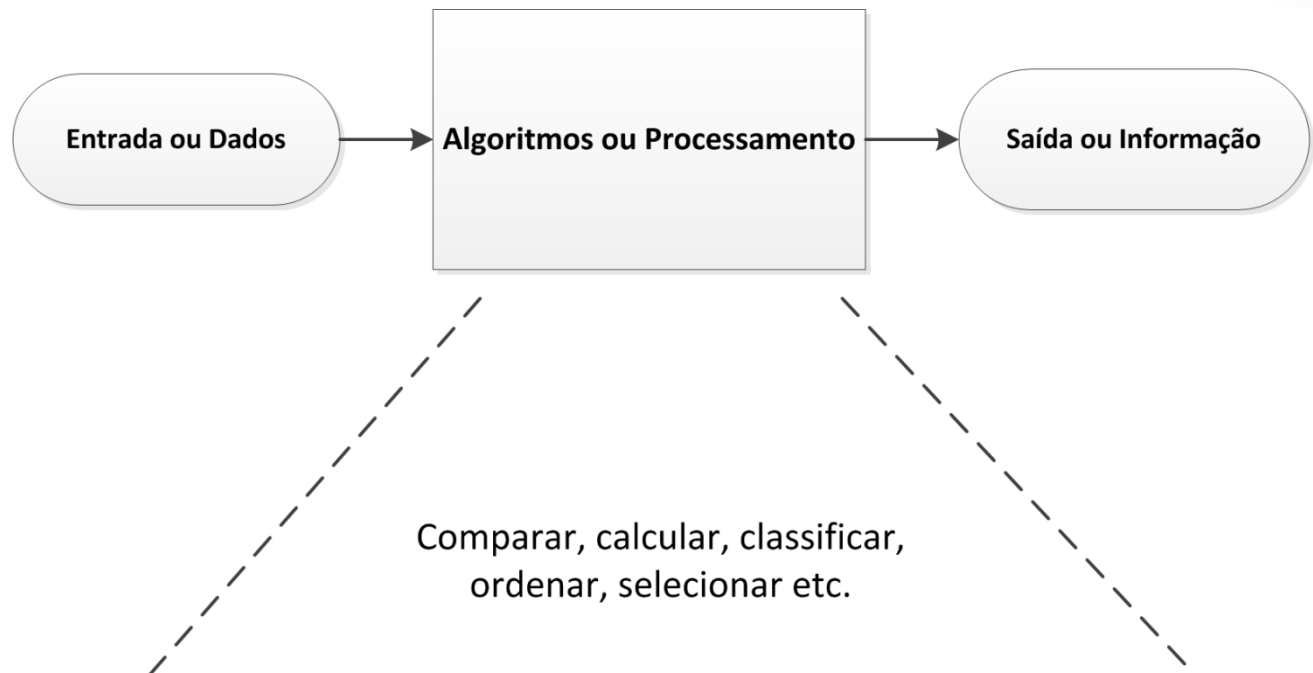 Entrada ou Dados
Algoritmos ou Processamento
Saída ou Informação
Comparar, calcular, classificar,
ordenar, selecionar etc.